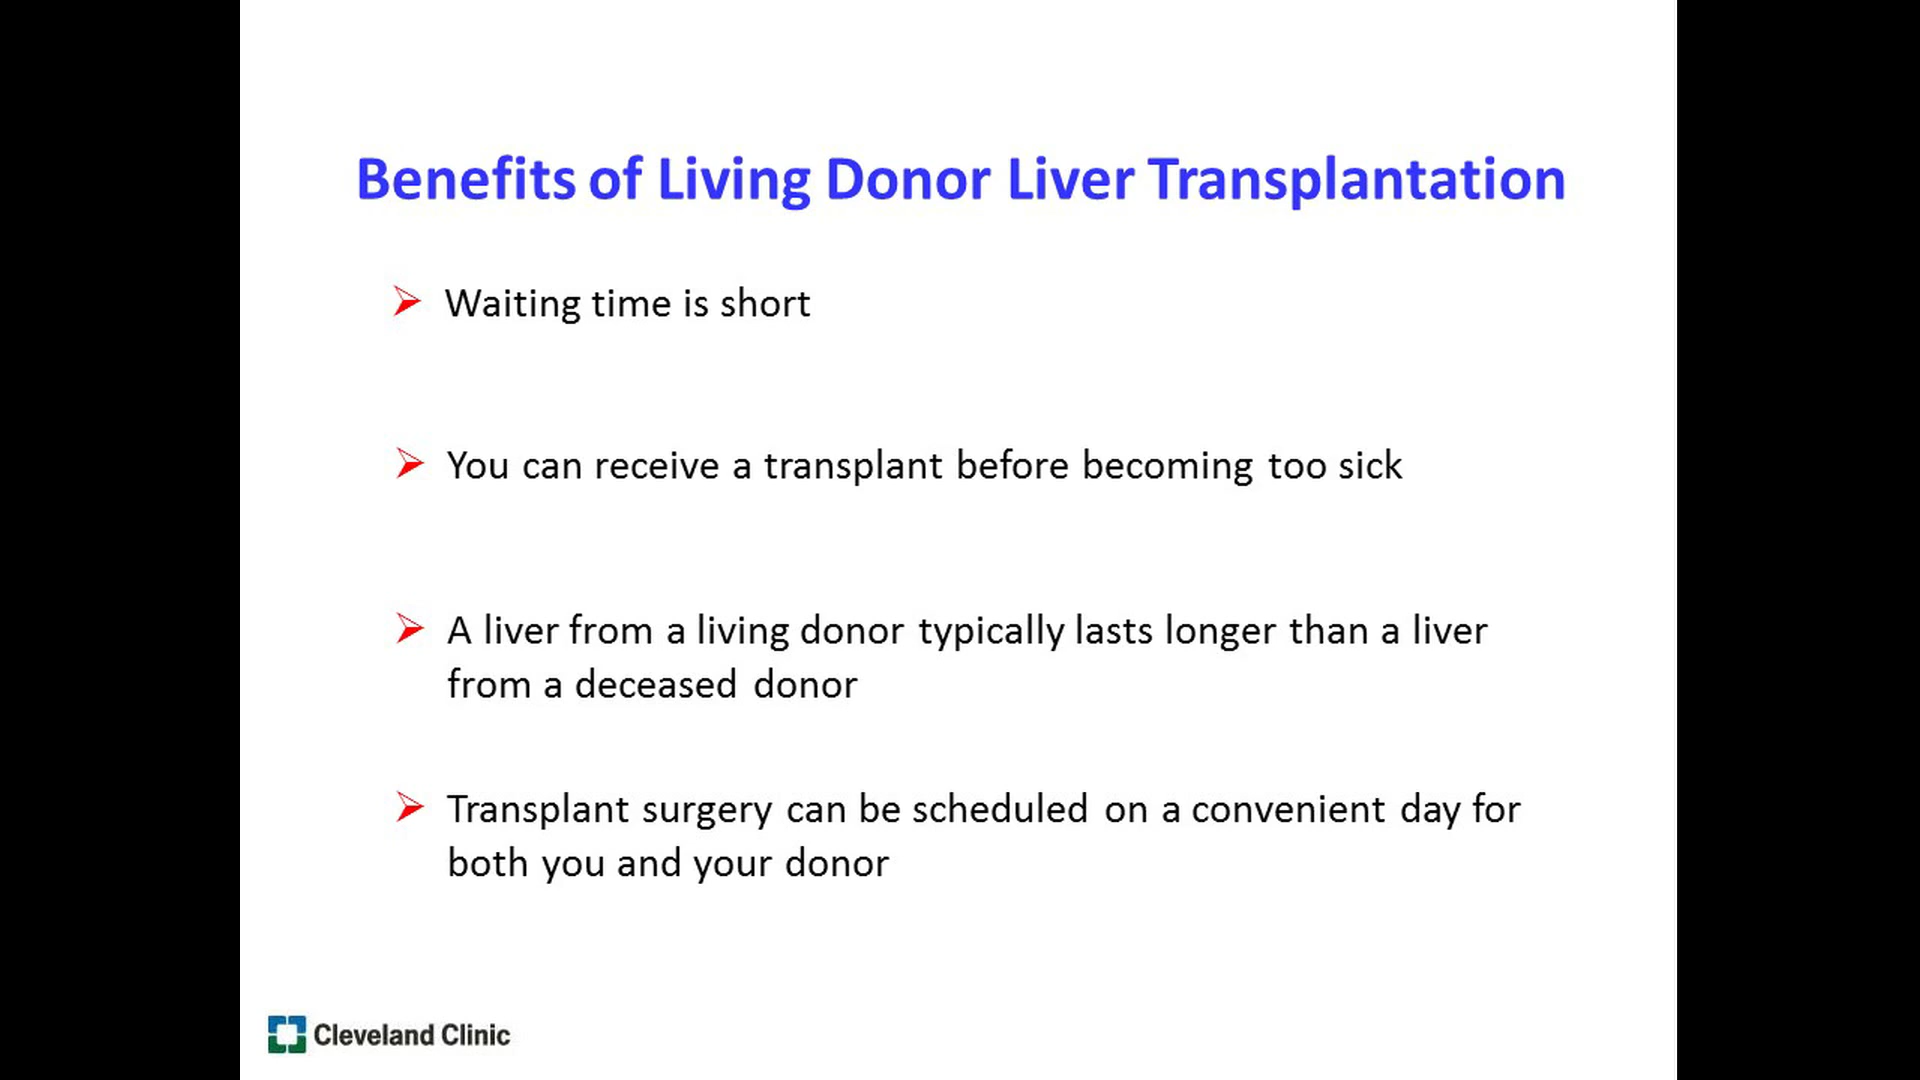 Benefits of Living Donor Liver Transplantation
Waiting time is short
You can receive a transplant before becoming too sick
A liver from a living donor typically lasts longer than a liver
from a deceased donor
Transplant surgery can be scheduled on a convenient day for
both you and your donor
Cleveland Clinic